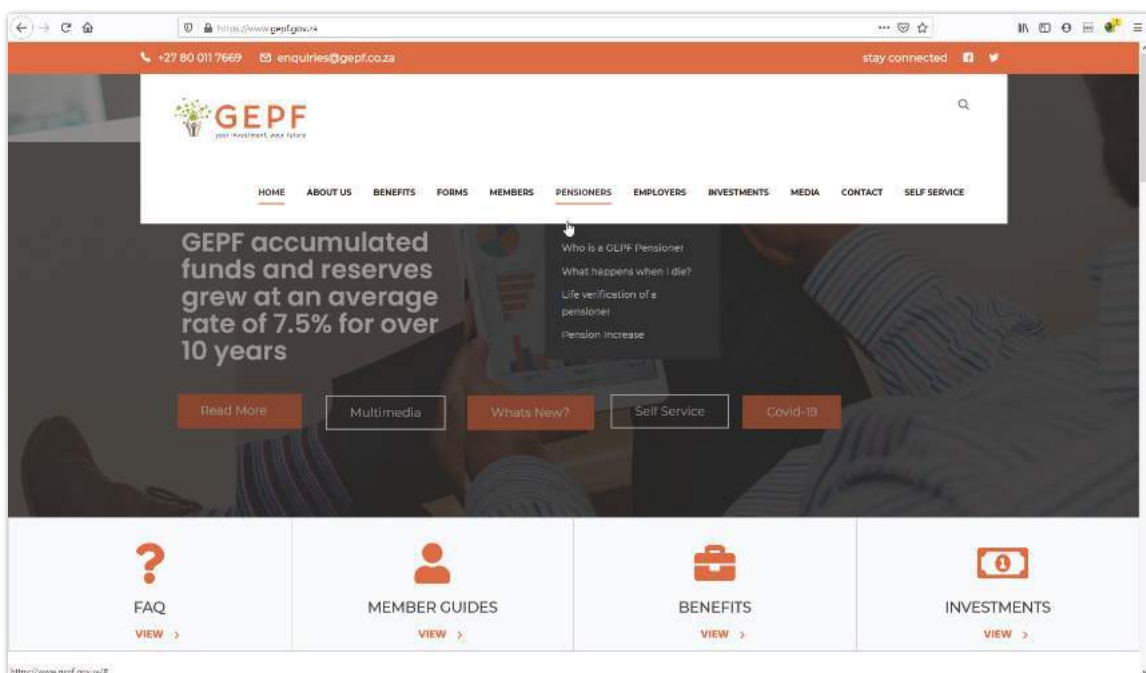 https://www.gepf.gov.za
+27 80 011 7669 enquiries@gepf.co.za stay connected
GEPF
your investment, your future
HOME ABOUT US BENEFITS FORMS MEMBERS PENSIONERS EMPLOYERS INVESTMENTS MEDIA CONTACT SELF SERVICE
GEPF accumulated
funds and reserves
grew at an average
rate of 7.5% for over
10 years
Who is a GEPF Pensioner
What happens when I die?
Life verification of a
pensioner
Pension Increase
Read More Multimedia Whats New? Self Service Covid-19
FAQ MEMBER GUIDES BENEFITS INVESTMENTS
VIEW > VIEW > VIEW > VIEW >